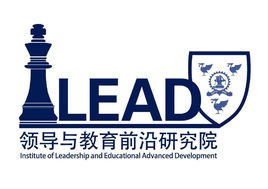 LEAD
领导与教育前沿研究院
Institute of Leadership and Educational Advanced Development